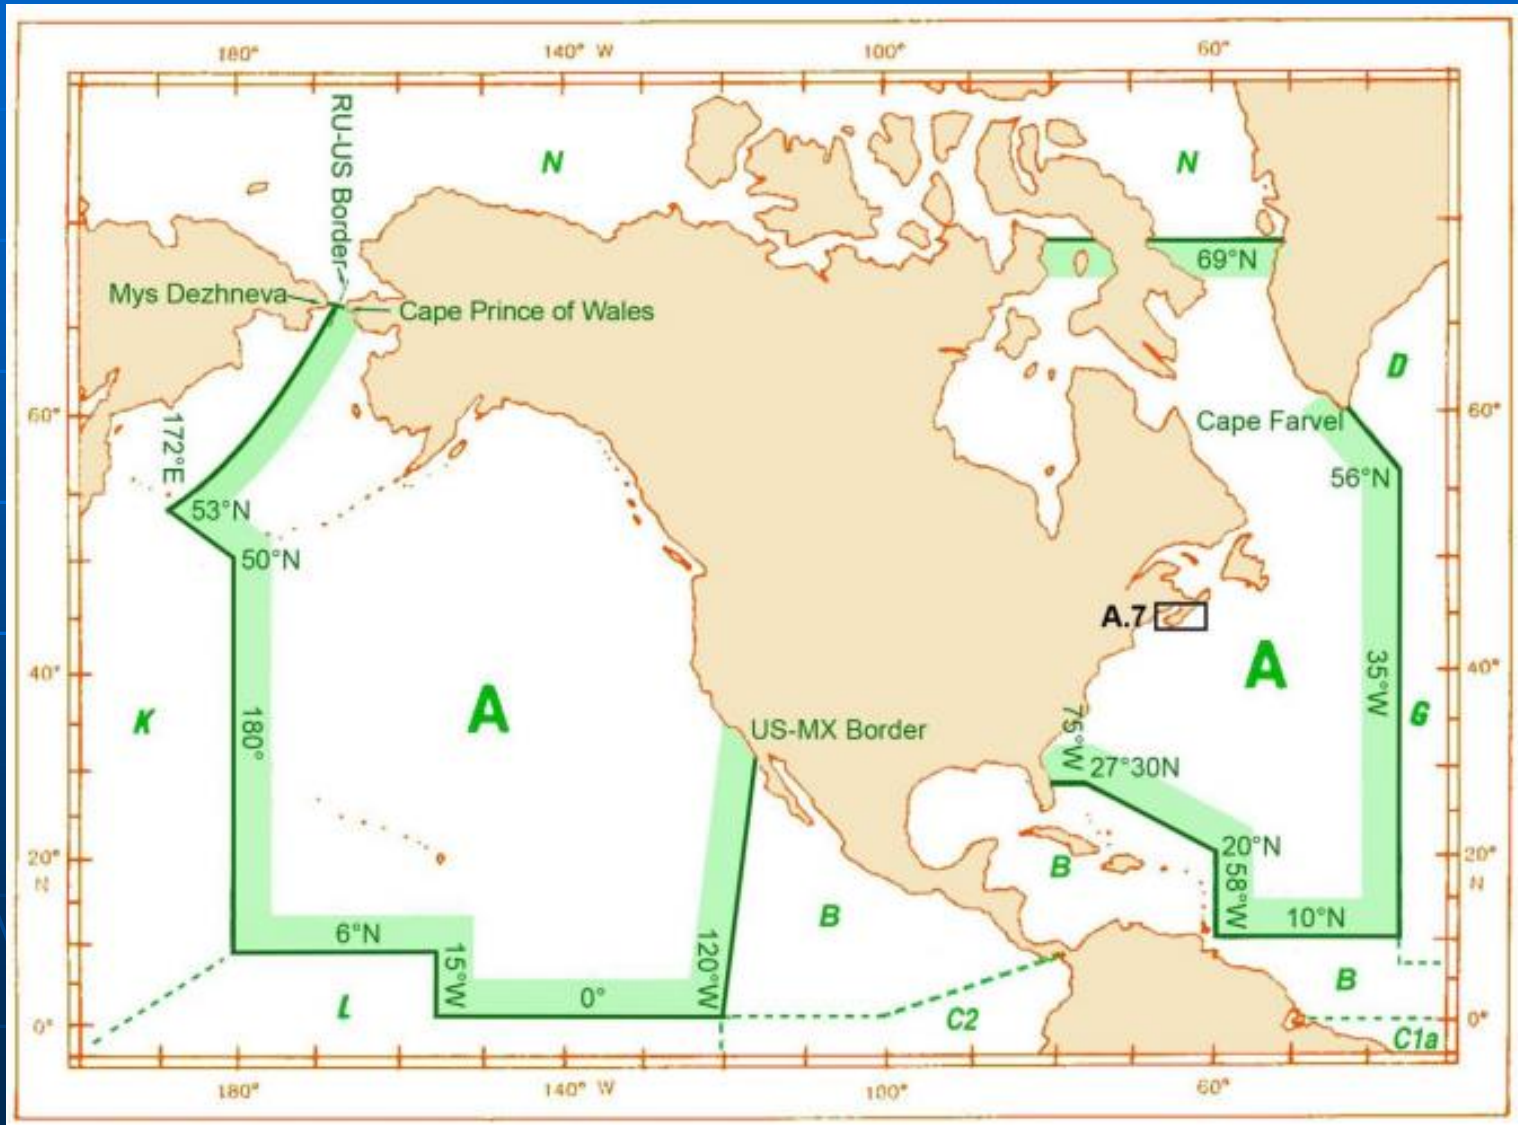 180°
140° W
100°
60°
RU-US Border
N
N
69°N
Mys Dezhneva
Cape Prince of Wales
D
60°
172°E
Cape Farvel
60°
56°N
53°N
50°N
A.7
40°
A
A
35°W
40°
K
180°
US-MX Border
75°W
G
27°30N
20°
N
20°N
20°
N
B
58°W
B
10°N
6°N
15°W
120°W
B
L
0°
C2
0°
0°
C1a
180°
140° W
100°
60°